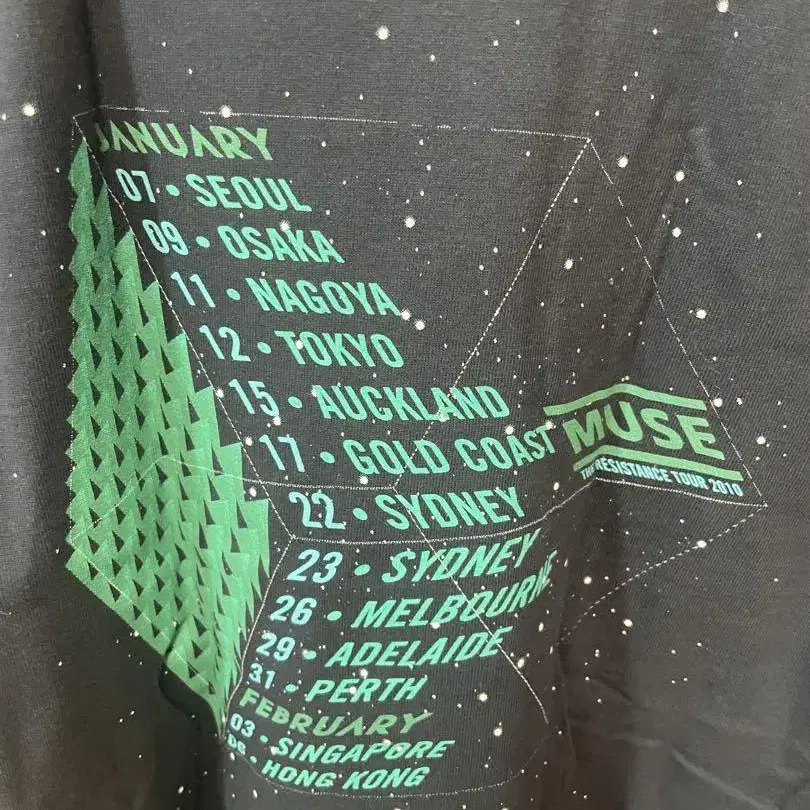 JANUARY
07 • SEOUL
09 • OSAKA
11 • NAGOYA
12 • TOKYO
15 • AUCKLAND
17 • GOLD COAST
22 • SYDNEY
23 • SYDNEY
26 • MELBOURNE
29 • ADELAIDE
31 • PERTH
FEBRUARY
03 • SINGAPORE
06 • HONG KONG
MUSE
THE RESISTANCE TOUR 2010